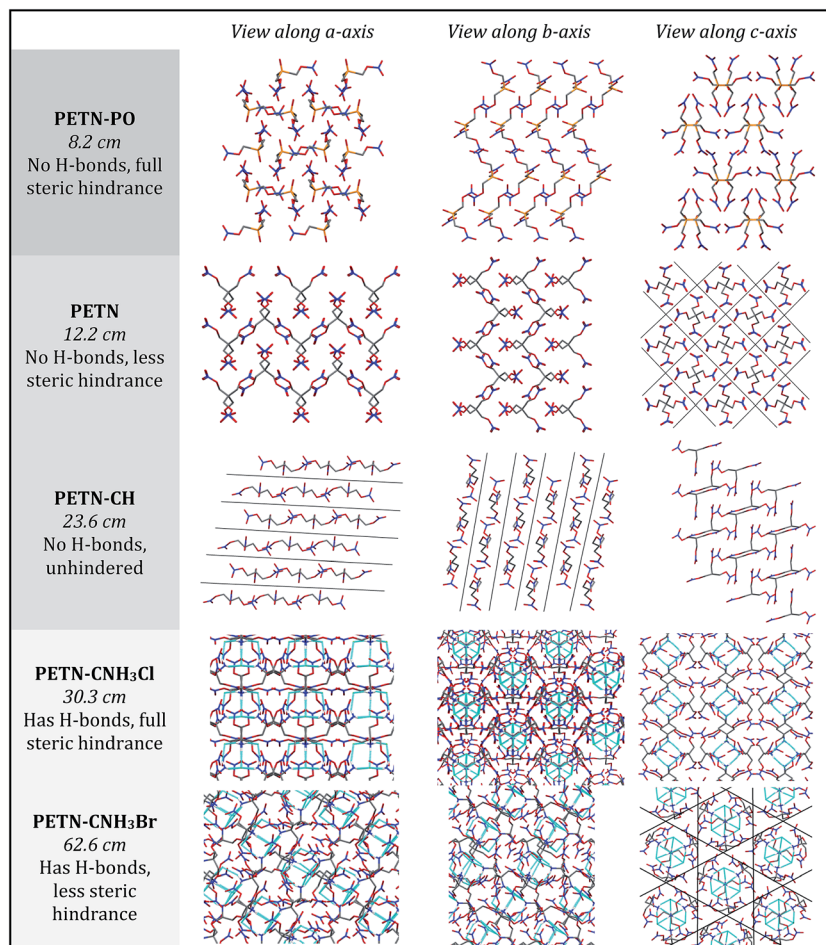 View along a-axis
View along b-axis
View along c-axis
PETN-PO
8.2 cm
No H-bonds, full
steric hindrance
PETN
12.2 cm
No H-bonds, less
steric hindrance
PETN-CH
23.6 cm
No H-bonds,
unhindered
PETN-CNH₃Cl
30.3 cm
Has H-bonds, full
steric hindrance
PETN-CNH₃Br
62.6 cm
Has H-bonds,
less steric
hindrance